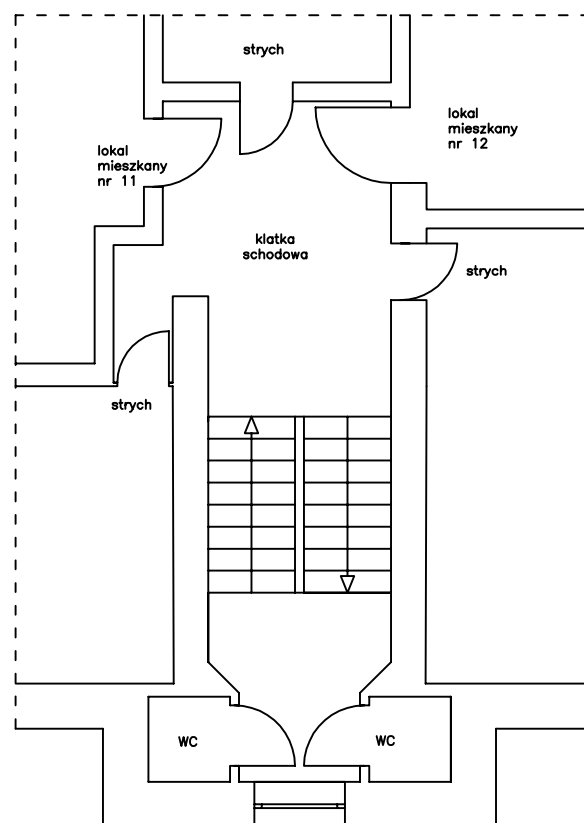 strych
lokal
mieszkany
nr 11
lokal
mieszkany
nr 12
klatka
schodowa
strych
strych
WC
WC